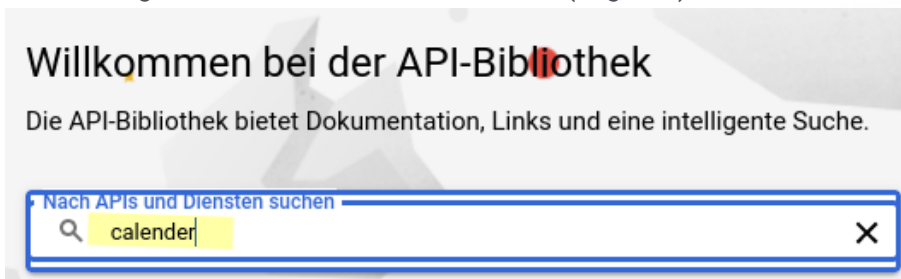 Willkommen bei der API-Bibliothek
Die API-Bibliothek bietet Dokumentation, Links und eine intelligente Suche.
Nach APIs und Diensten suchen
calender